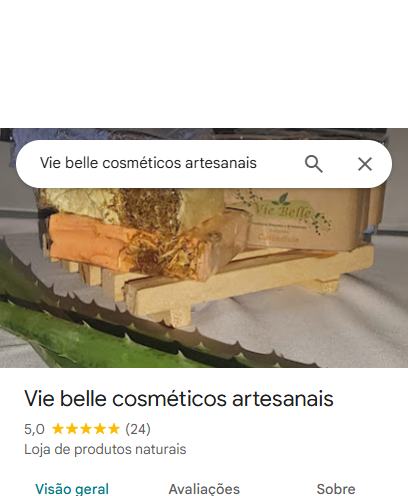 Vie belle cosméticos artesanais
Vie Belle
Calêndula
Vie belle cosméticos artesanais
5,0 (24)
Loja de produtos naturais
Visão geral Avaliações Sobre